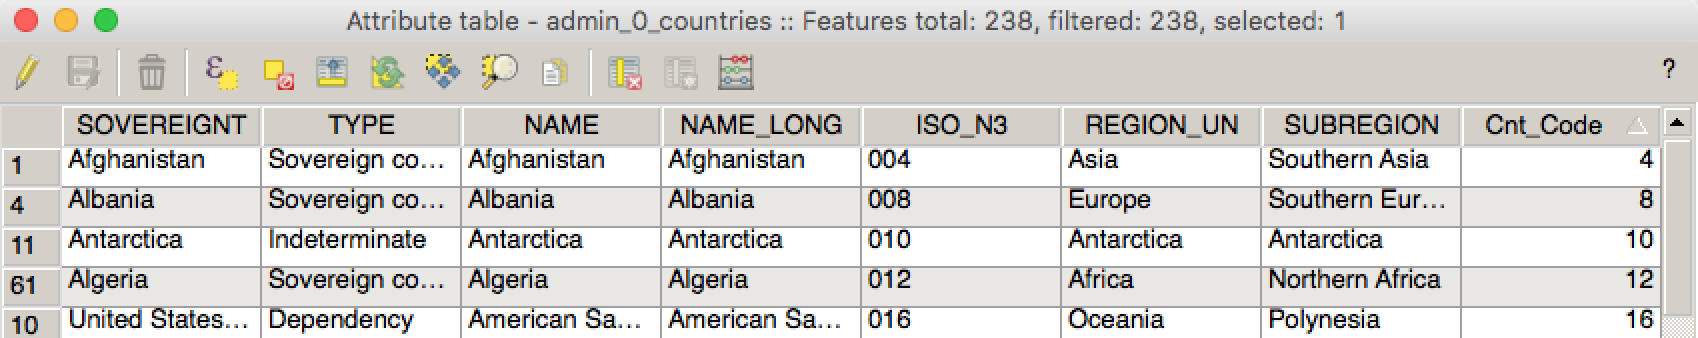 Attribute table - admin_0_countries :: Features total: 238, filtered: 238, selected: 1
ε ?
SOVEREIGNT TYPE NAME NAME_LONG ISO_N3 REGION_UN SUBREGION Cnt_Code
1 Afghanistan Sovereign co... Afghanistan Afghanistan 004 Asia Southern Asia 4
4 Albania Sovereign co... Albania Albania 008 Europe Southern Eur... 8
11 Antarctica Indeterminate Antarctica Antarctica 010 Antarctica Antarctica 10
61 Algeria Sovereign co... Algeria Algeria 012 Africa Northern Africa 12
10 United States... Dependency American Sa... American Sa... 016 Oceania Polynesia 16